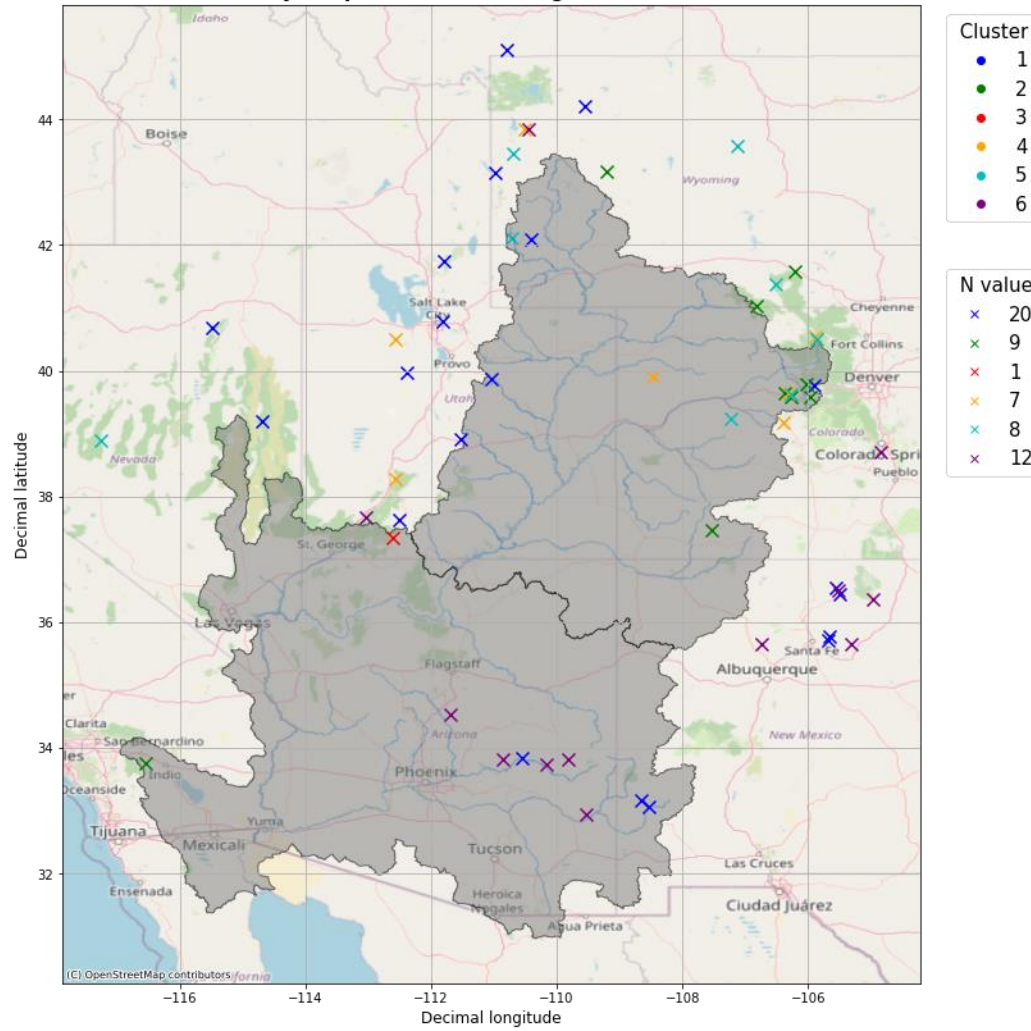 Idaho
44
Boise
Wyoming
42
Salt Lake
City
Cheyenne
Fort Collins
Provo
40
Denver
Utah
Colorado
Nevada
Colorado Spri
Pueblo
38
St. George
36
Las Vegas
Santa Fe
Flagstaff
Albuquerque
34
Clarita
San Bernardino
Arizona
New Mexico
les
Indio
Phoenix
Oceanside
Yuma
Tijuana
Mexicali
Tucson
Las Cruces
32
Ensenada
Heroica
Nogales
Ciudad Juárez
Agua Prieta
(C) OpenStreetMap contributors
−116
−114
−112
−110
−108
−106
Decimal longitude
Decimal latitude
Cluster
1
2
3
4
5
6
N value
20
9
1
7
8
12